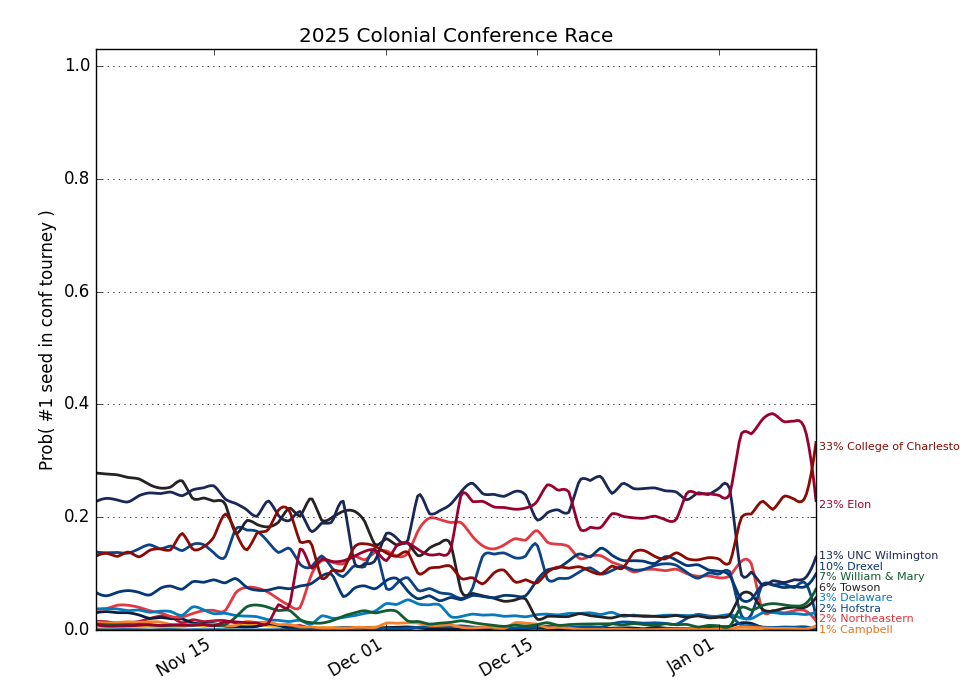 2025 Colonial Conference Race
Prob( #1 seed in conf tourney )
1.0
0.8
0.6
0.4
0.2
0.0
Nov 15
Dec 01
Dec 15
Jan 01
33% College of Charlesto
23% Elon
13% UNC Wilmington
10% Drexel
7% William & Mary
6% Towson
3% Delaware
2% Hofstra
2% Northeastern
1% Campbell